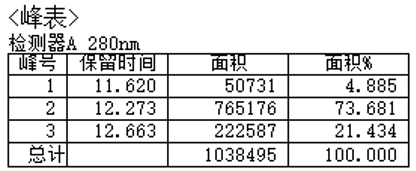 <峰表>
检测器A 280nm
峰号 保留时间 面积 面积%
1 11.620 50731 4.885
2 12.273 765176 73.681
3 12.663 222587 21.434
总计 1038495 100.000